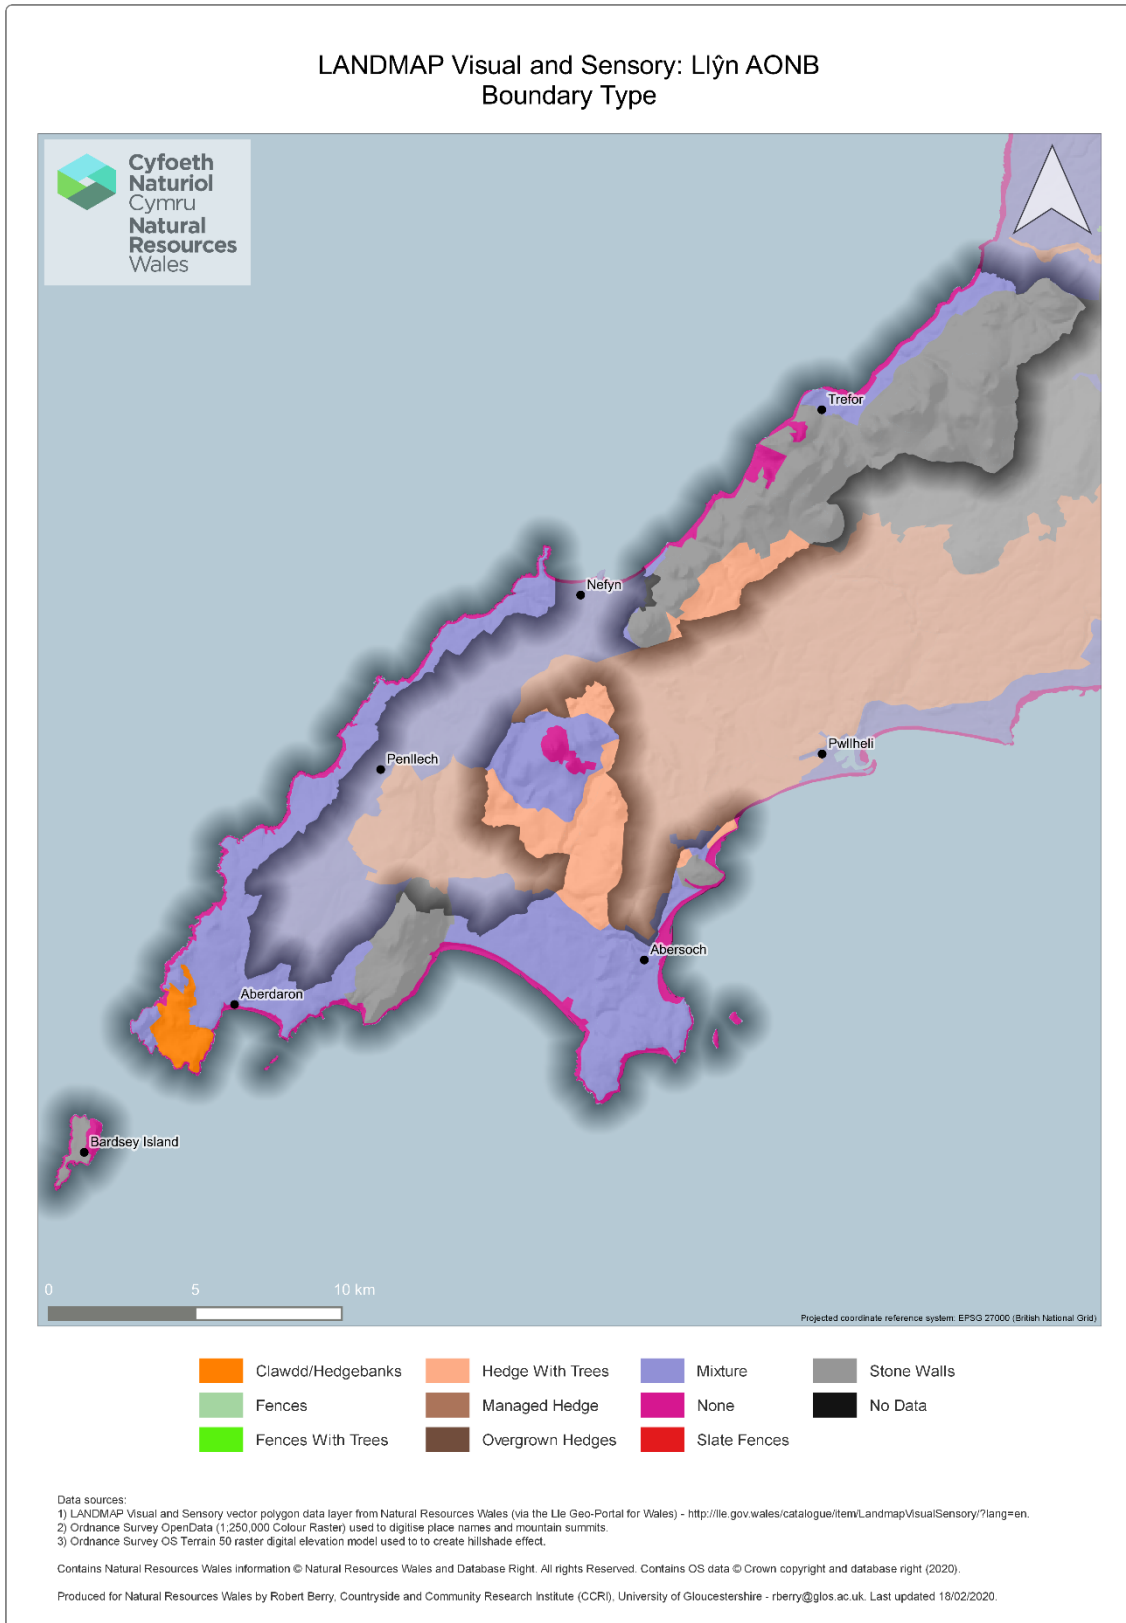 LANDMAP Visual and Sensory: Llŷn AONB
Boundary Type
Cyfoeth
Naturiol
Cymru
Natural
Resources
Wales
Trefor
Nefyn
Pwllheli
Penllech
Abersoch
Aberdaron
Bardsey Island
0 5 10 km
Projected coordinate reference system: EPSG 27000 (British National Grid)
Clawdd/Hedgebanks
Hedge With Trees
Mixture
Stone Walls
Fences
Managed Hedge
None
No Data
Fences With Trees
Overgrown Hedges
Slate Fences
Data sources:
1) LANDMAP Visual and Sensory vector polygon data layer from Natural Resources Wales (via the Lle Geo-Portal for Wales) - http://lle.gov.wales/catalogue/item/LandmapVisualSensory/?lang=en.
2) Ordnance Survey OpenData (1;250,000 Colour Raster) used to digitise place names and mountain summits.
3) Ordnance Survey OS Terrain 50 raster digital elevation model used to to create hillshade effect.
Contains Natural Resources Wales information © Natural Resources Wales and Database Right. All rights Reserved. Contains OS data © Crown copyright and database right (2020).
Produced for Natural Resources Wales by Robert Berry, Countryside and Community Research Institute (CCRI), University of Gloucestershire - rberry@glos.ac.uk. Last updated 18/02/2020.